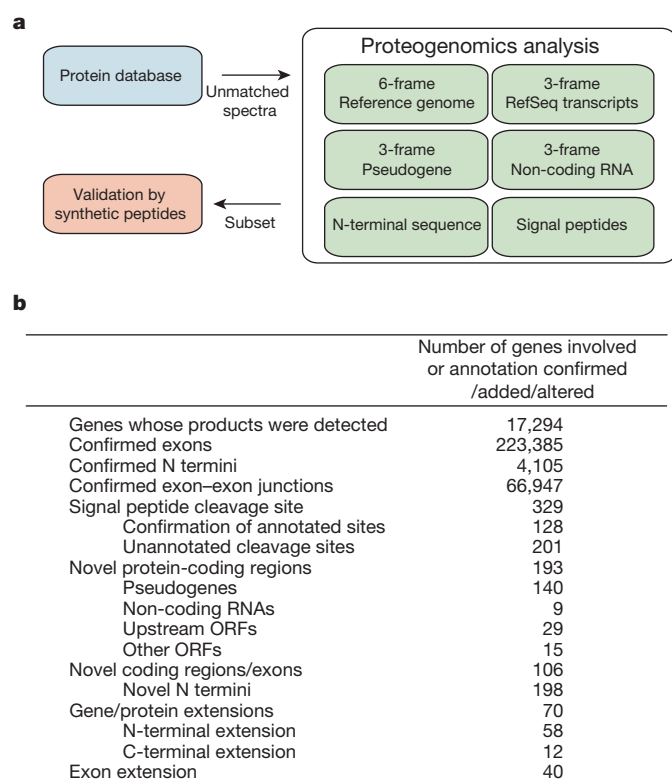 a
Protein database
Unmatched
spectra
Proteogenomics analysis
6-frame
Reference genome
3-frame
RefSeq transcripts
3-frame
Pseudogene
3-frame
Non-coding RNA
N-terminal sequence
Signal peptides
Validation by
synthetic peptides
Subset
b
Number of genes involved
or annotation confirmed
/added/altered
Genes whose products were detected 17,294
Confirmed exons 223,385
Confirmed N termini 4,105
Confirmed exon–exon junctions 66,947
Signal peptide cleavage site 329
Confirmation of annotated sites 128
Unannotated cleavage sites 201
Novel protein-coding regions 193
Pseudogenes 140
Non-coding RNAs 9
Upstream ORFs 29
Other ORFs 15
Novel coding regions/exons 106
Novel N termini 198
Gene/protein extensions 70
N-terminal extension 58
C-terminal extension 12
Exon extension 40